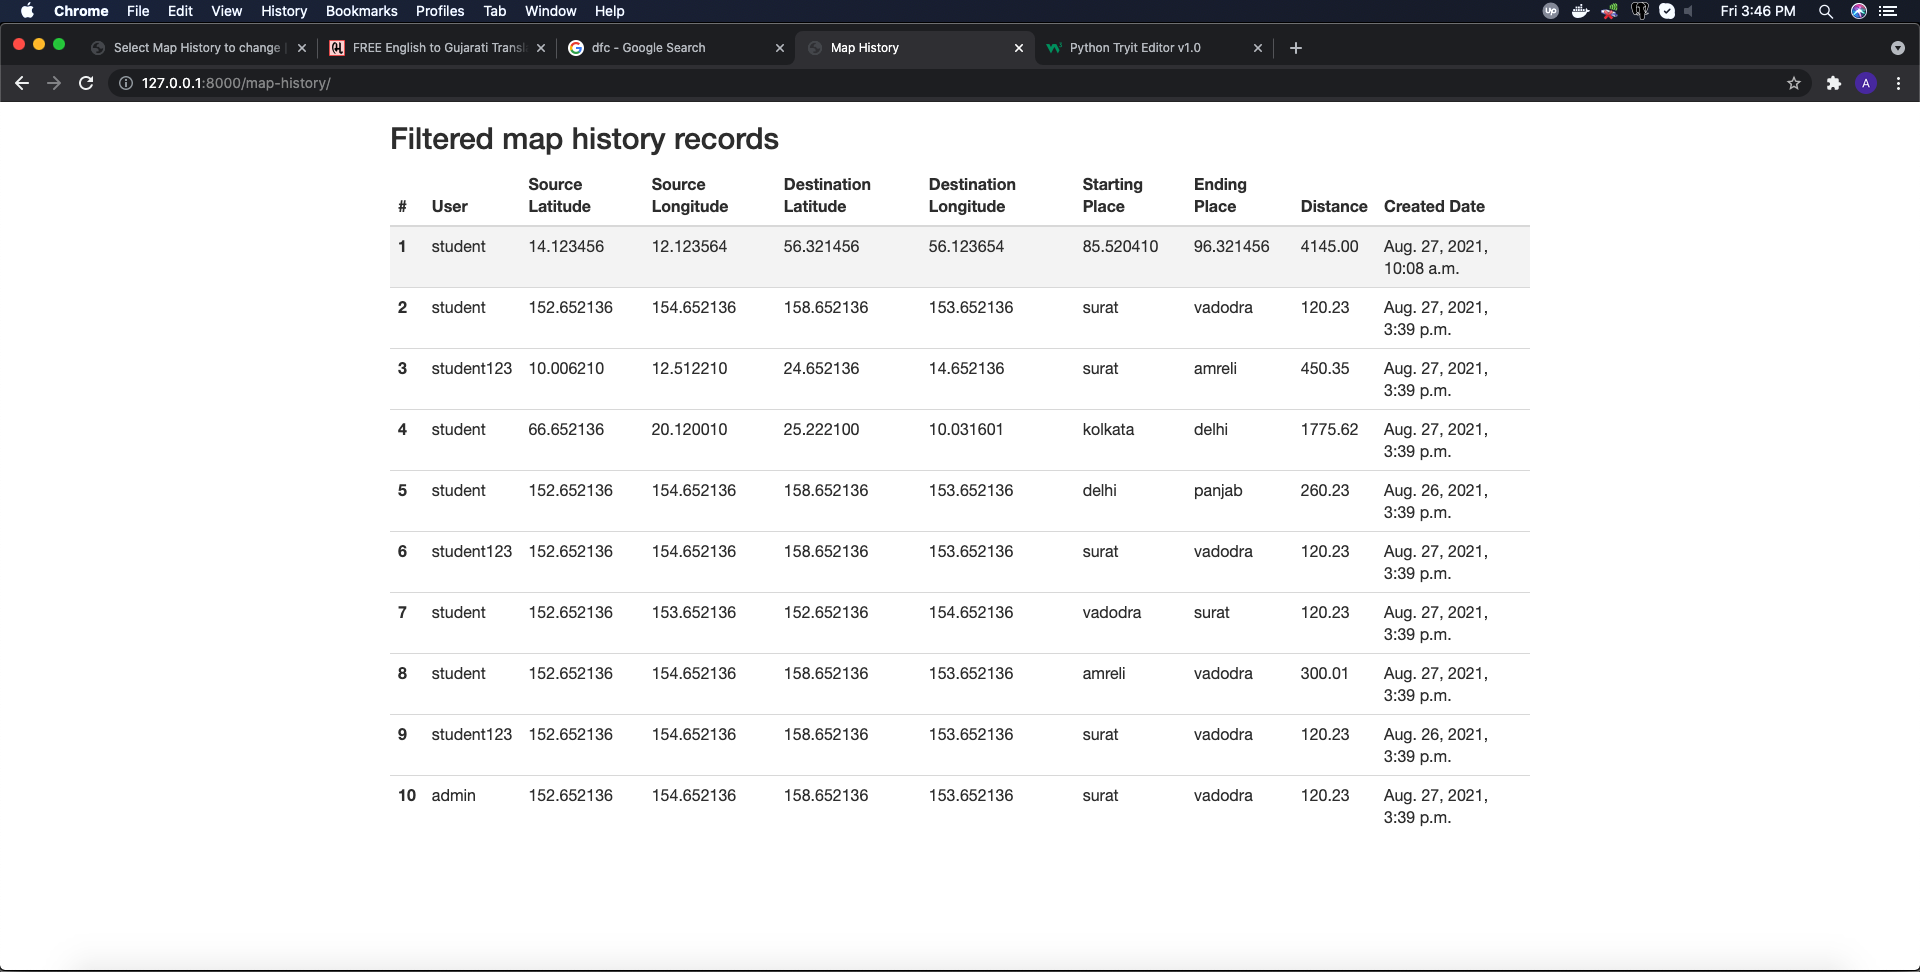 Chrome File Edit View History Bookmarks Profiles Tab Window Help Up Fri 3:46 PM
Select Map History to change FREE English to Gujarati Transl dfc - Google Search Map History Python Tryit Editor v1.0
127.0.0.1:8000/map-history/ A
Filtered map history records
# User Source Latitude Source Longitude Destination Latitude Destination Longitude Starting Place Ending Place Distance Created Date
1 student 14.123456 12.123564 56.321456 56.123654 85.520410 96.321456 4145.00 Aug. 27, 2021,
10:08 a.m.
2 student 152.652136 154.652136 158.652136 153.652136 surat vadodra 120.23 Aug. 27, 2021,
3:39 p.m.
3 student123 10.006210 12.512210 24.652136 14.652136 surat amreli 450.35 Aug. 27, 2021,
3:39 p.m.
4 student 66.652136 20.120010 25.222100 10.031601 kolkata delhi 1775.62 Aug. 27, 2021,
3:39 p.m.
5 student 152.652136 154.652136 158.652136 153.652136 delhi panjab 260.23 Aug. 26, 2021,
3:39 p.m.
6 student123 152.652136 154.652136 158.652136 153.652136 surat vadodra 120.23 Aug. 27, 2021,
3:39 p.m.
7 student 152.652136 153.652136 152.652136 154.652136 vadodra surat 120.23 Aug. 27, 2021,
3:39 p.m.
8 student 152.652136 154.652136 158.652136 153.652136 amreli vadodra 300.01 Aug. 27, 2021,
3:39 p.m.
9 student123 152.652136 154.652136 158.652136 153.652136 surat vadodra 120.23 Aug. 26, 2021,
3:39 p.m.
10 admin 152.652136 154.652136 158.652136 153.652136 surat vadodra 120.23 Aug. 27, 2021,
3:39 p.m.